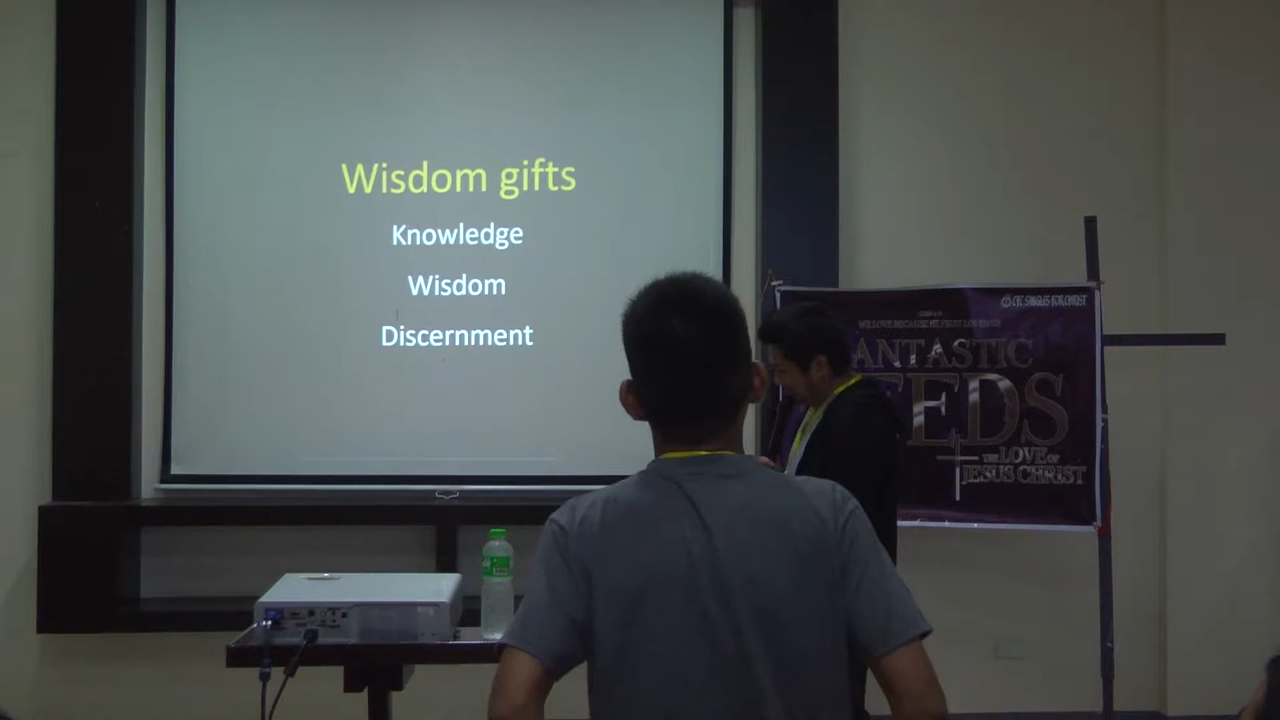 Wisdom gifts
Knowledge
Wisdom
Discernment
CFC SINGLES FOR CHRIST
WE LOVE BECAUSE HE FIRST LOVED US
ANTASTIC
EEDS
THE LOVE OF
JESUS CHRIST